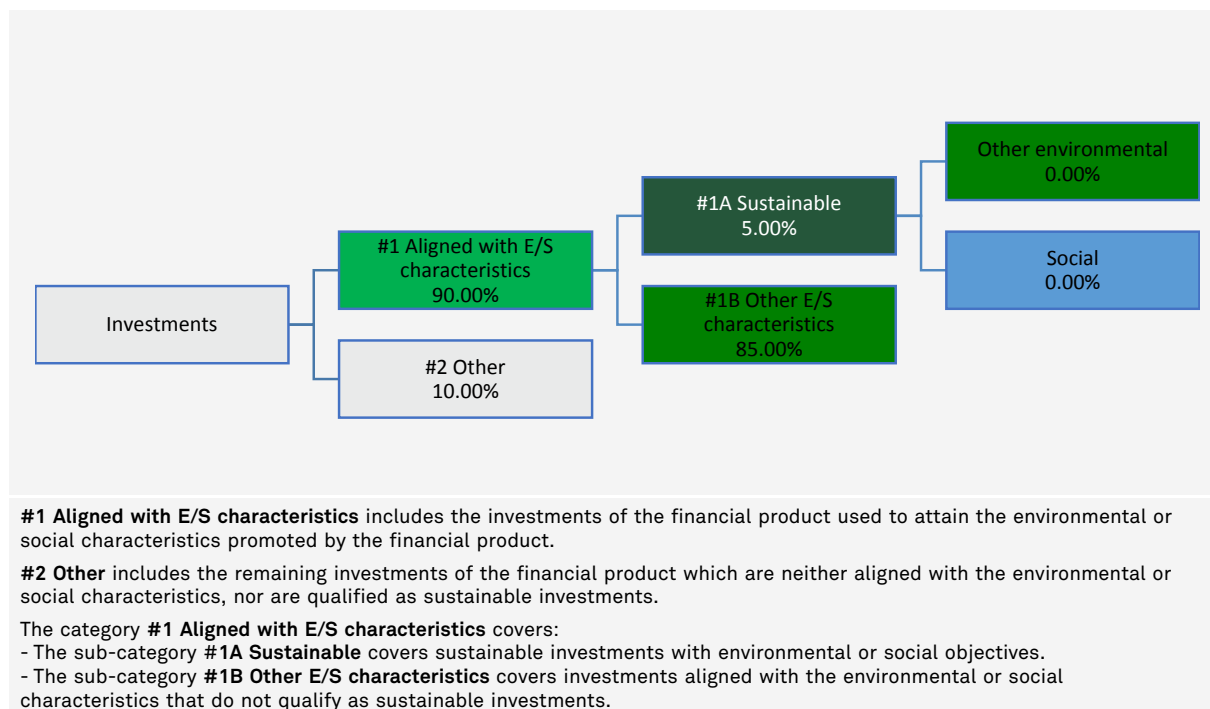 Other environmental
0.00%
#1A Sustainable
5.00%
#1 Aligned with E/S
characteristics
90.00%
Social
0.00%
Investments
#1B Other E/S
characteristics
85.00%
#2 Other
10.00%
#1 Aligned with E/S characteristics includes the investments of the financial product used to attain the environmental or
social characteristics promoted by the financial product.
#2 Other includes the remaining investments of the financial product which are neither aligned with the environmental or
social characteristics, nor are qualified as sustainable investments.
The category #1 Aligned with E/S characteristics covers:
- The sub-category #1A Sustainable covers sustainable investments with environmental or social objectives.
- The sub-category #1B Other E/S characteristics covers investments aligned with the environmental or social
characteristics that do not qualify as sustainable investments.